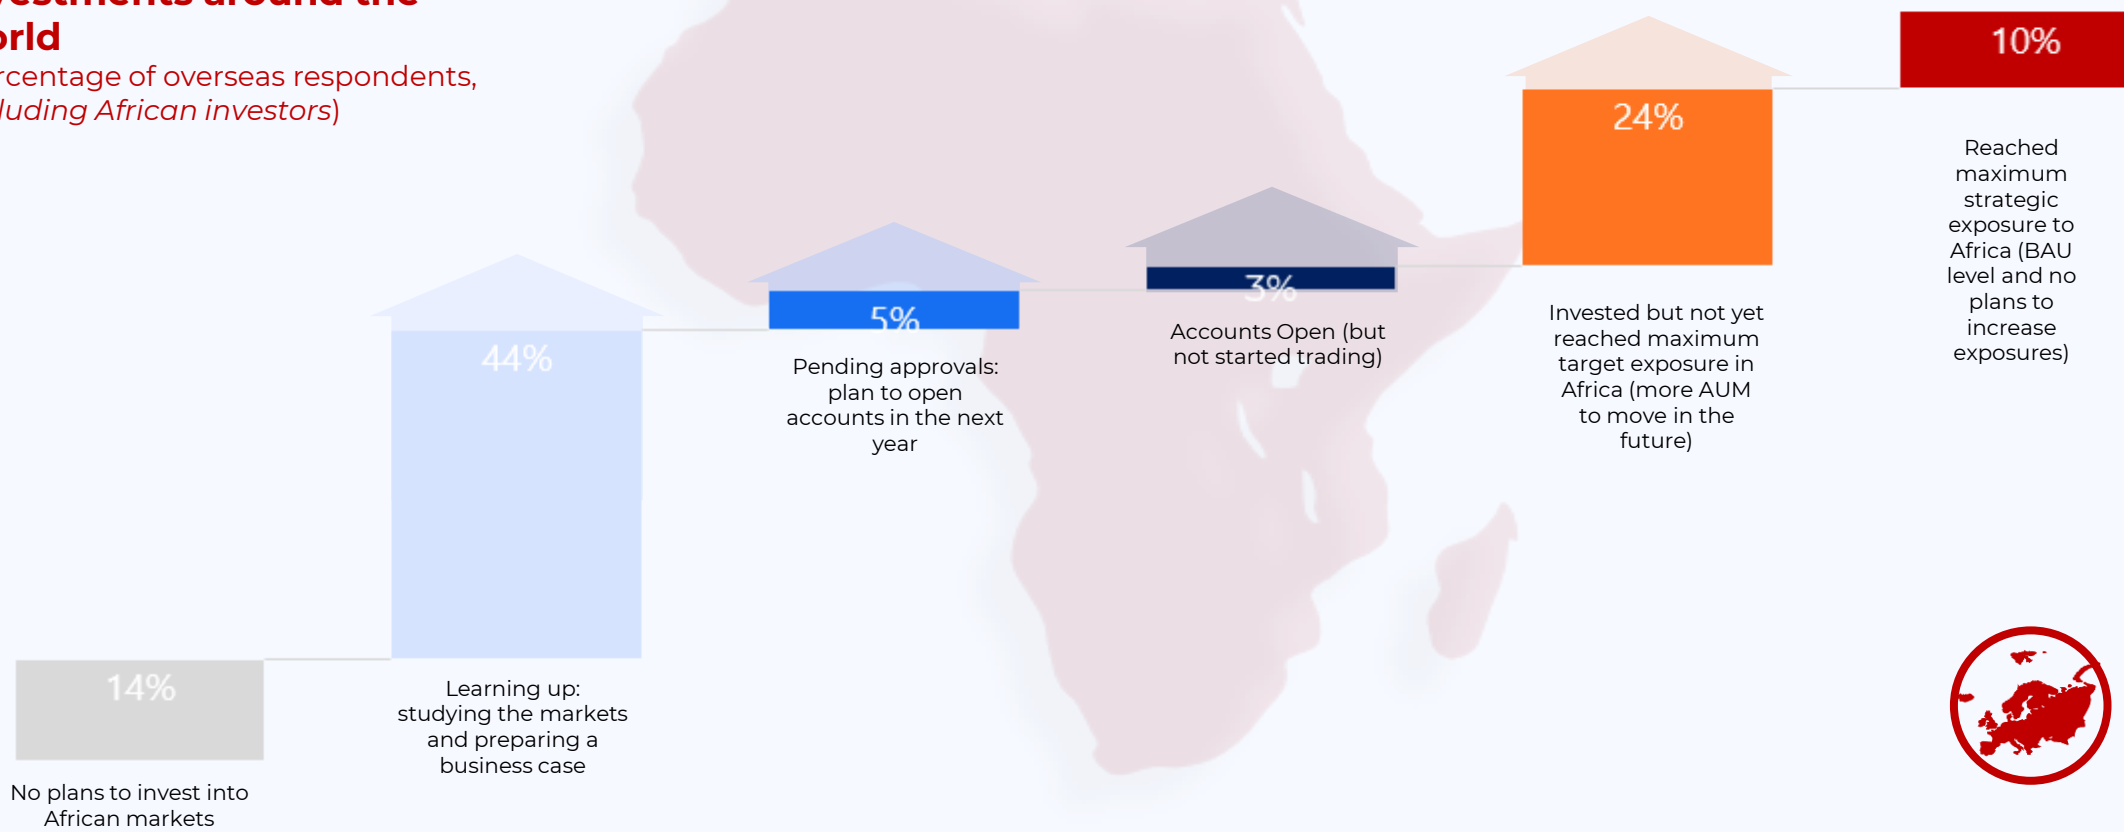 orld
rcentage of overseas respondents,
luding African investors)
14%
No plans to invest into
African markets
44%
Learning up:
studying the markets
and preparing a
business case
5%
Pending approvals:
plan to open
accounts in the next
year
3%
Accounts Open (but
not started trading)
24%
Invested but not yet
reached maximum
target exposure in
Africa (more AUM
to move in the
future)
10%
Reached
maximum
strategic
exposure to
Africa (BAU
level and no
plans to
increase
exposures)